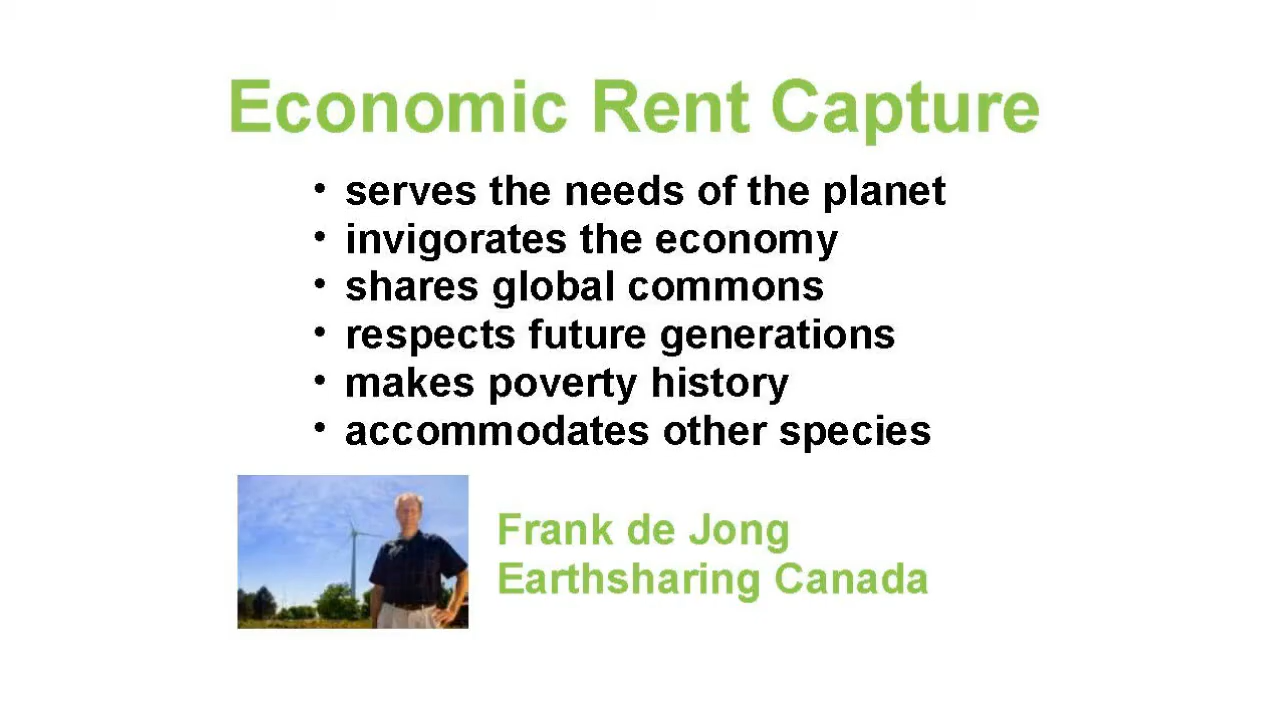 Economic Rent Capture
• serves the needs of the planet
• invigorates the economy
• shares global commons
• respects future generations
• makes poverty history
• accommodates other species
Frank de Jong
Earthsharing Canada